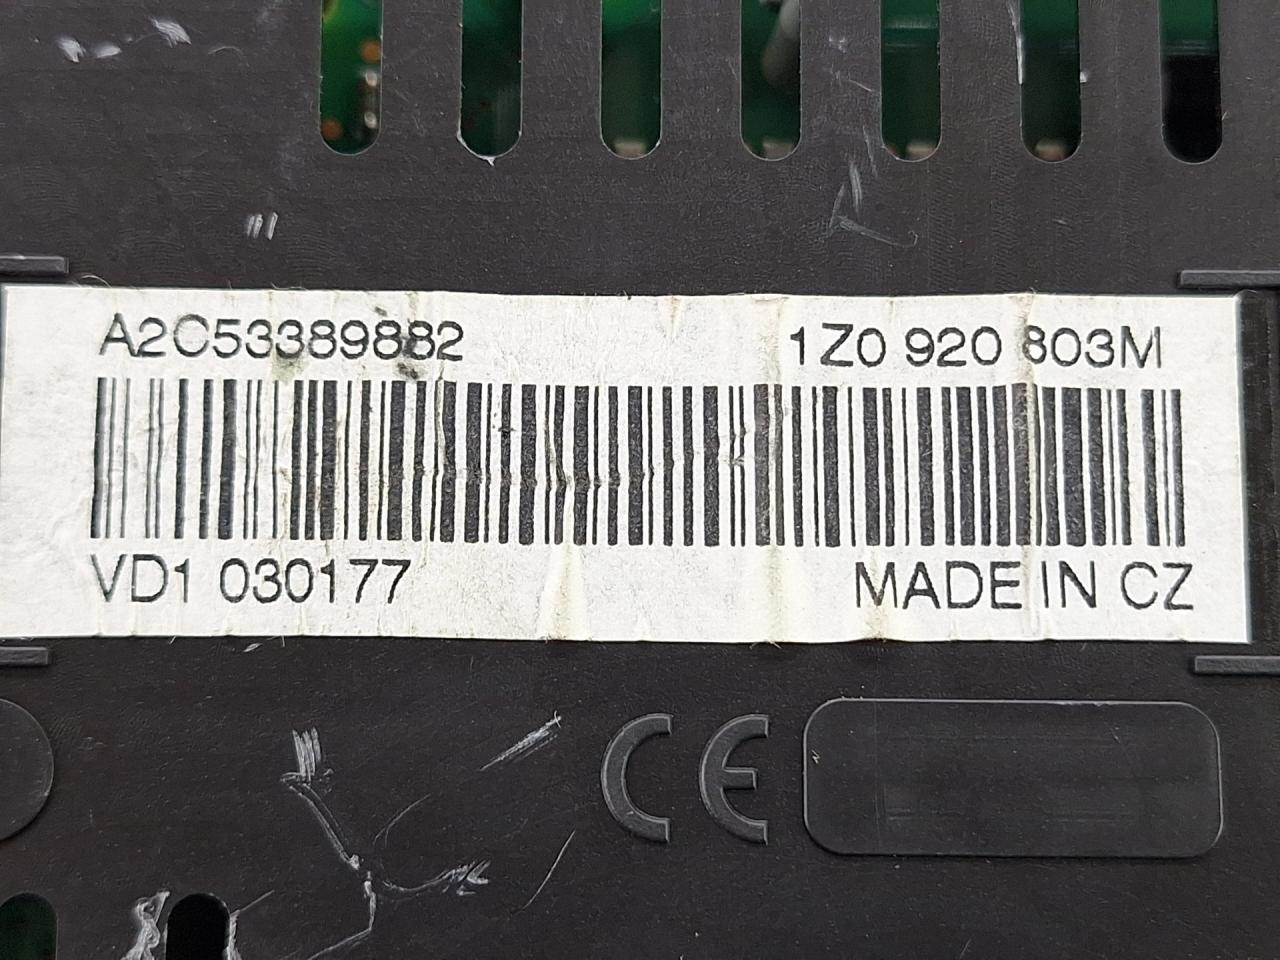 A2C53389882 1Z0 920 803M
VD1 030177 MADE IN CZ
CE